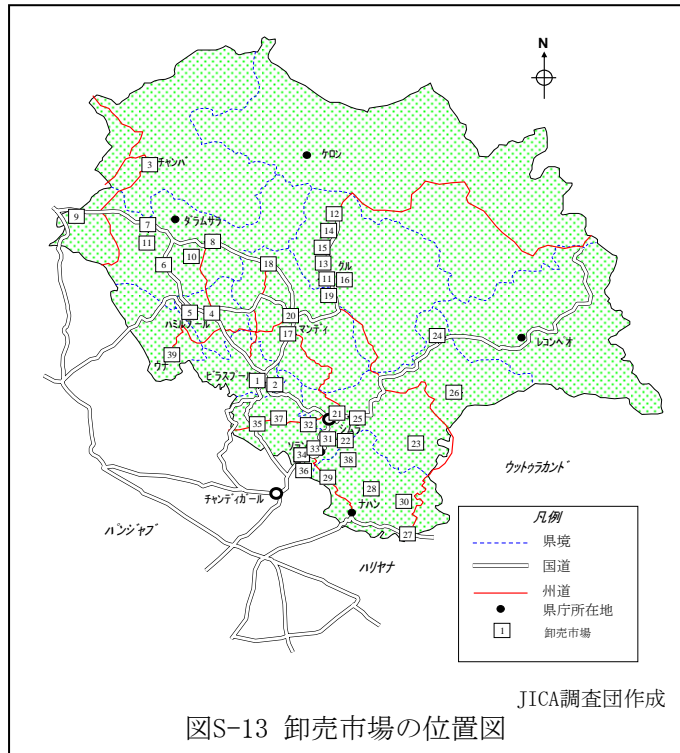 N
ケロン
3 チャンバ
9
12
7 ダラムサラ
14
11 8
15
10
6 18 13 クル
11 16
19
5 4 20
ハミルプール 17 マンディ
24 レコンペオ
39
ウナ
ビラスプール 1 2
26
21 25
35 37 32 シムラ
31 22 23
ソラン 33
34 38
36 29
28 30
チャンディガール
ナハン
27
ウットゥラカンド
パンジャブ
ハリヤナ
凡例
県境
国道
州道
県庁所在地
1 卸売市場
JICA調査団作成
図S-13 卸売市場の位置図